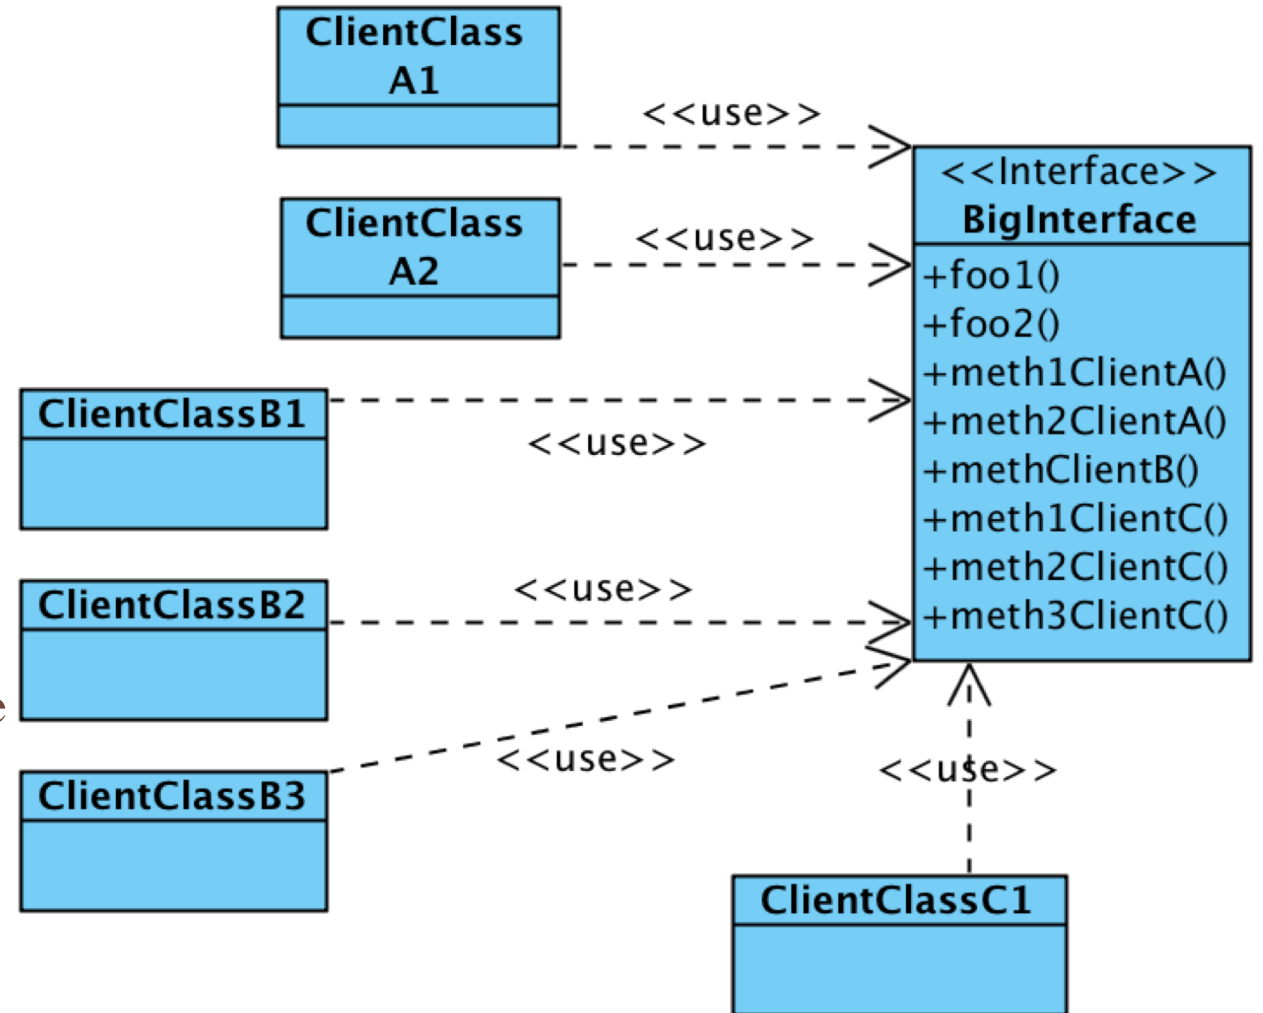 ClientClass
A1
<<use>>
<<Interface>>
BigInterface
+foo1()
+foo2()
+meth1ClientA()
+meth2ClientA()
+methClientB()
+meth1ClientC()
+meth2ClientC()
+meth3ClientC()
ClientClass
A2
<<use>>
ClientClassB1
<<use>>
ClientClassB2
<<use>>
e
ClientClassB3
<<use>>
<<use>>
ClientClassC1